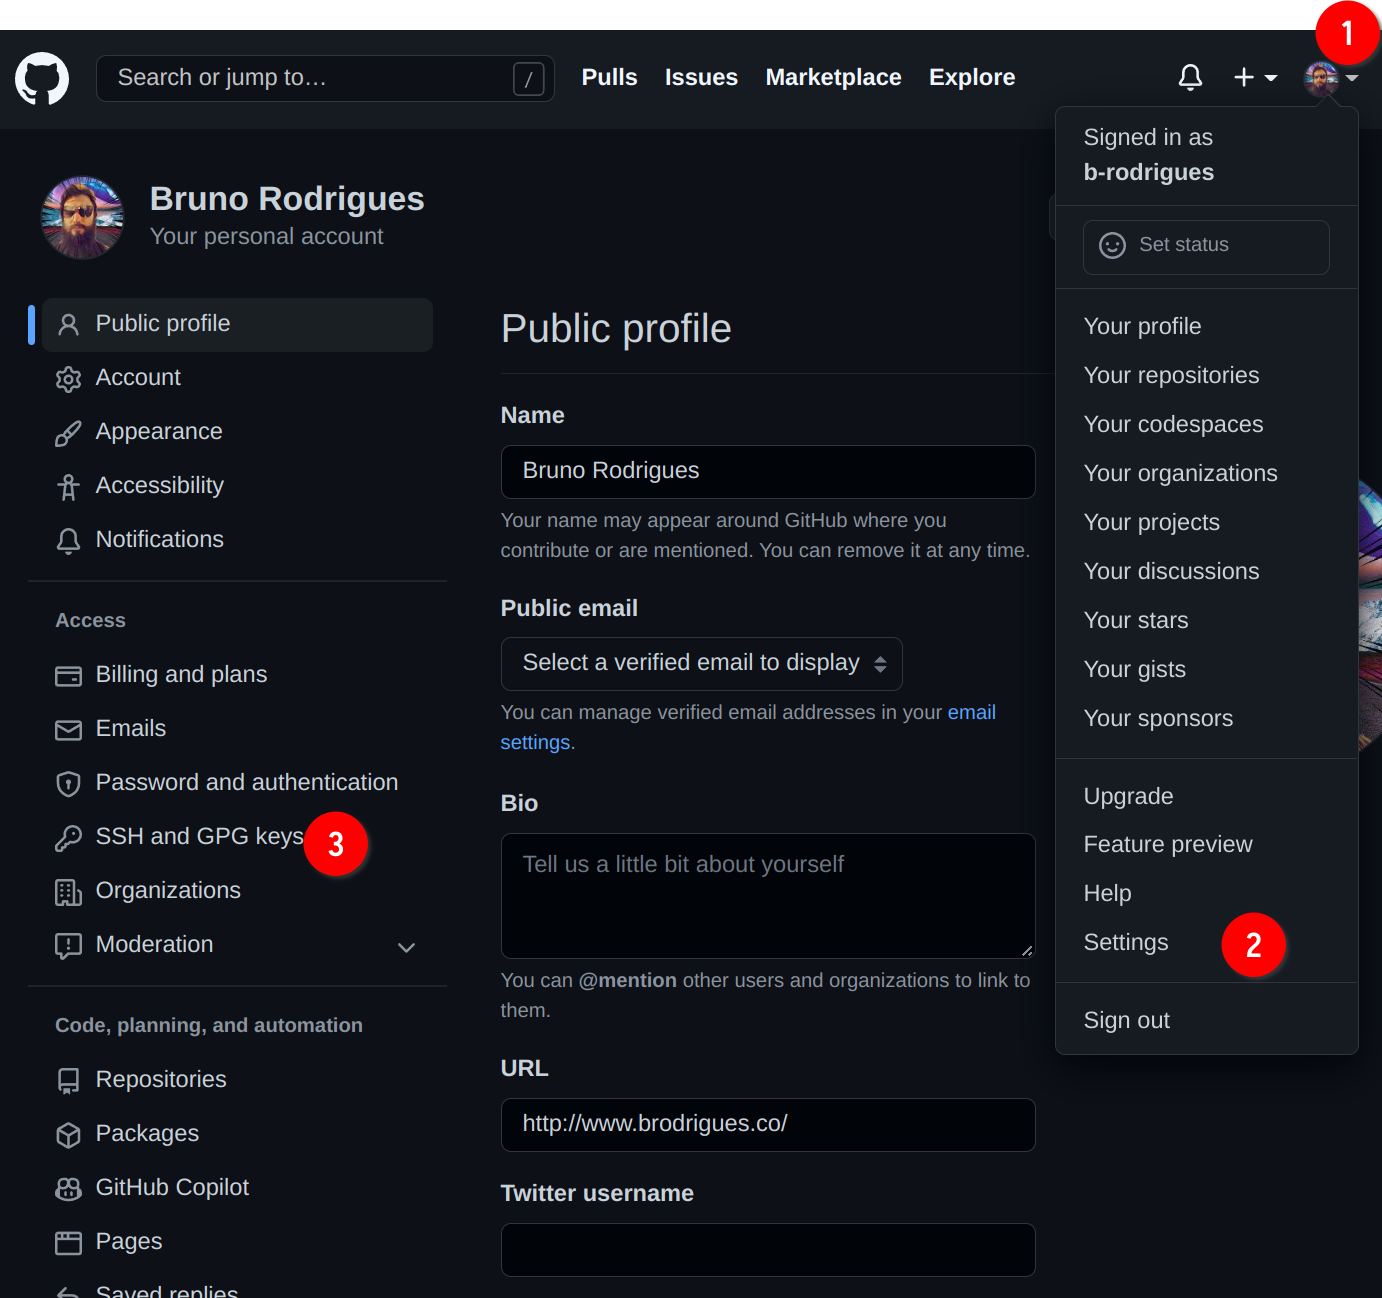 1
Search or jump to…
/
Pulls
Issues
Marketplace
Explore
Signed in as
b-rodrigues
Set status
Your profile
Your repositories
Your codespaces
Your organizations
Your projects
Your discussions
Your stars
Your gists
Your sponsors
Upgrade
Feature preview
Help
Settings
2
Sign out
Bruno Rodrigues
Your personal account
Public profile
Account
Appearance
Accessibility
Notifications
Access
Billing and plans
Emails
Password and authentication
SSH and GPG keys
3
Organizations
Moderation
Code, planning, and automation
Repositories
Packages
GitHub Copilot
Pages
Saved replies
Public profile
Name
Bruno Rodrigues
Your name may appear around GitHub where you
contribute or are mentioned. You can remove it at any time.
Public email
Select a verified email to display
You can manage verified email addresses in your email
settings.
Bio
Tell us a little bit about yourself
You can @mention other users and organizations to link to
them.
URL
http://www.brodrigues.co/
Twitter username